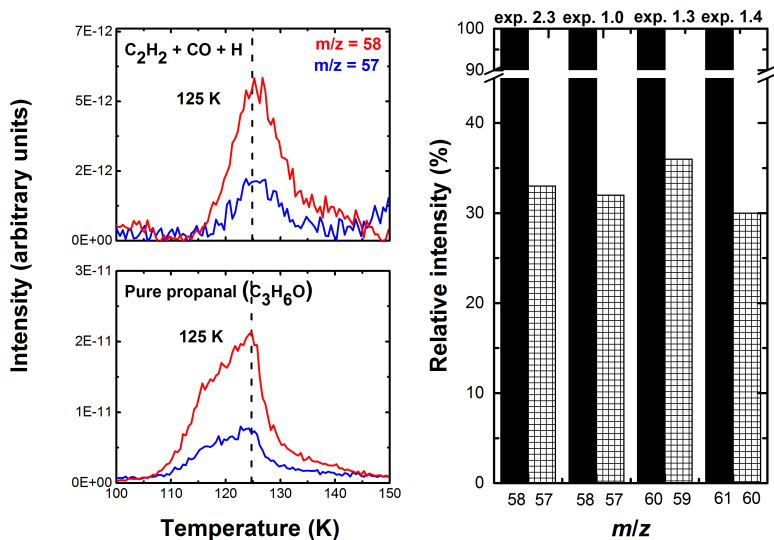 Intensity (arbitrary units)
7E-12
5E-12
2E-12
0E+00
C2H2 + CO + H
m/z = 58
m/z = 57
125 K
3E-11
2E-11
1E-11
0E+00
Pure propanal (C3H6O)
125 K
100 110 120 130 140 150
Temperature (K)
exp. 2.3 exp. 1.0 exp. 1.3 exp. 1.4
Relative intensity (%)
100
90
40
30
20
10
0
58 57 58 57 60 59 61 60
m/z